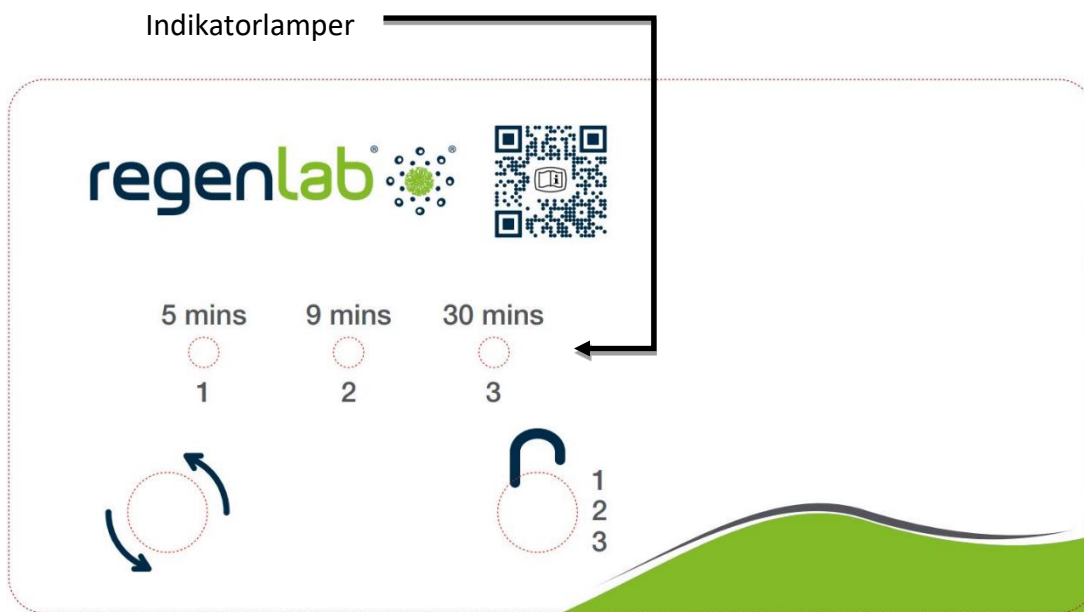 Indikatorlamper
regenlab® ®
5 mins 9 mins 30 mins
1 2 3
1
2
3